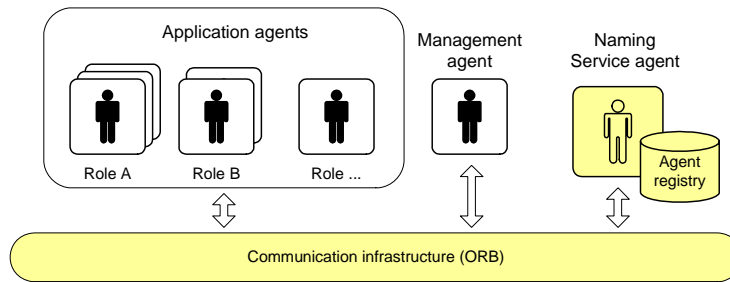 Application agents
Management
agent
Naming
Service agent
Role A
Role B
Role ...
Agent
registry
Communication infrastructure (ORB)